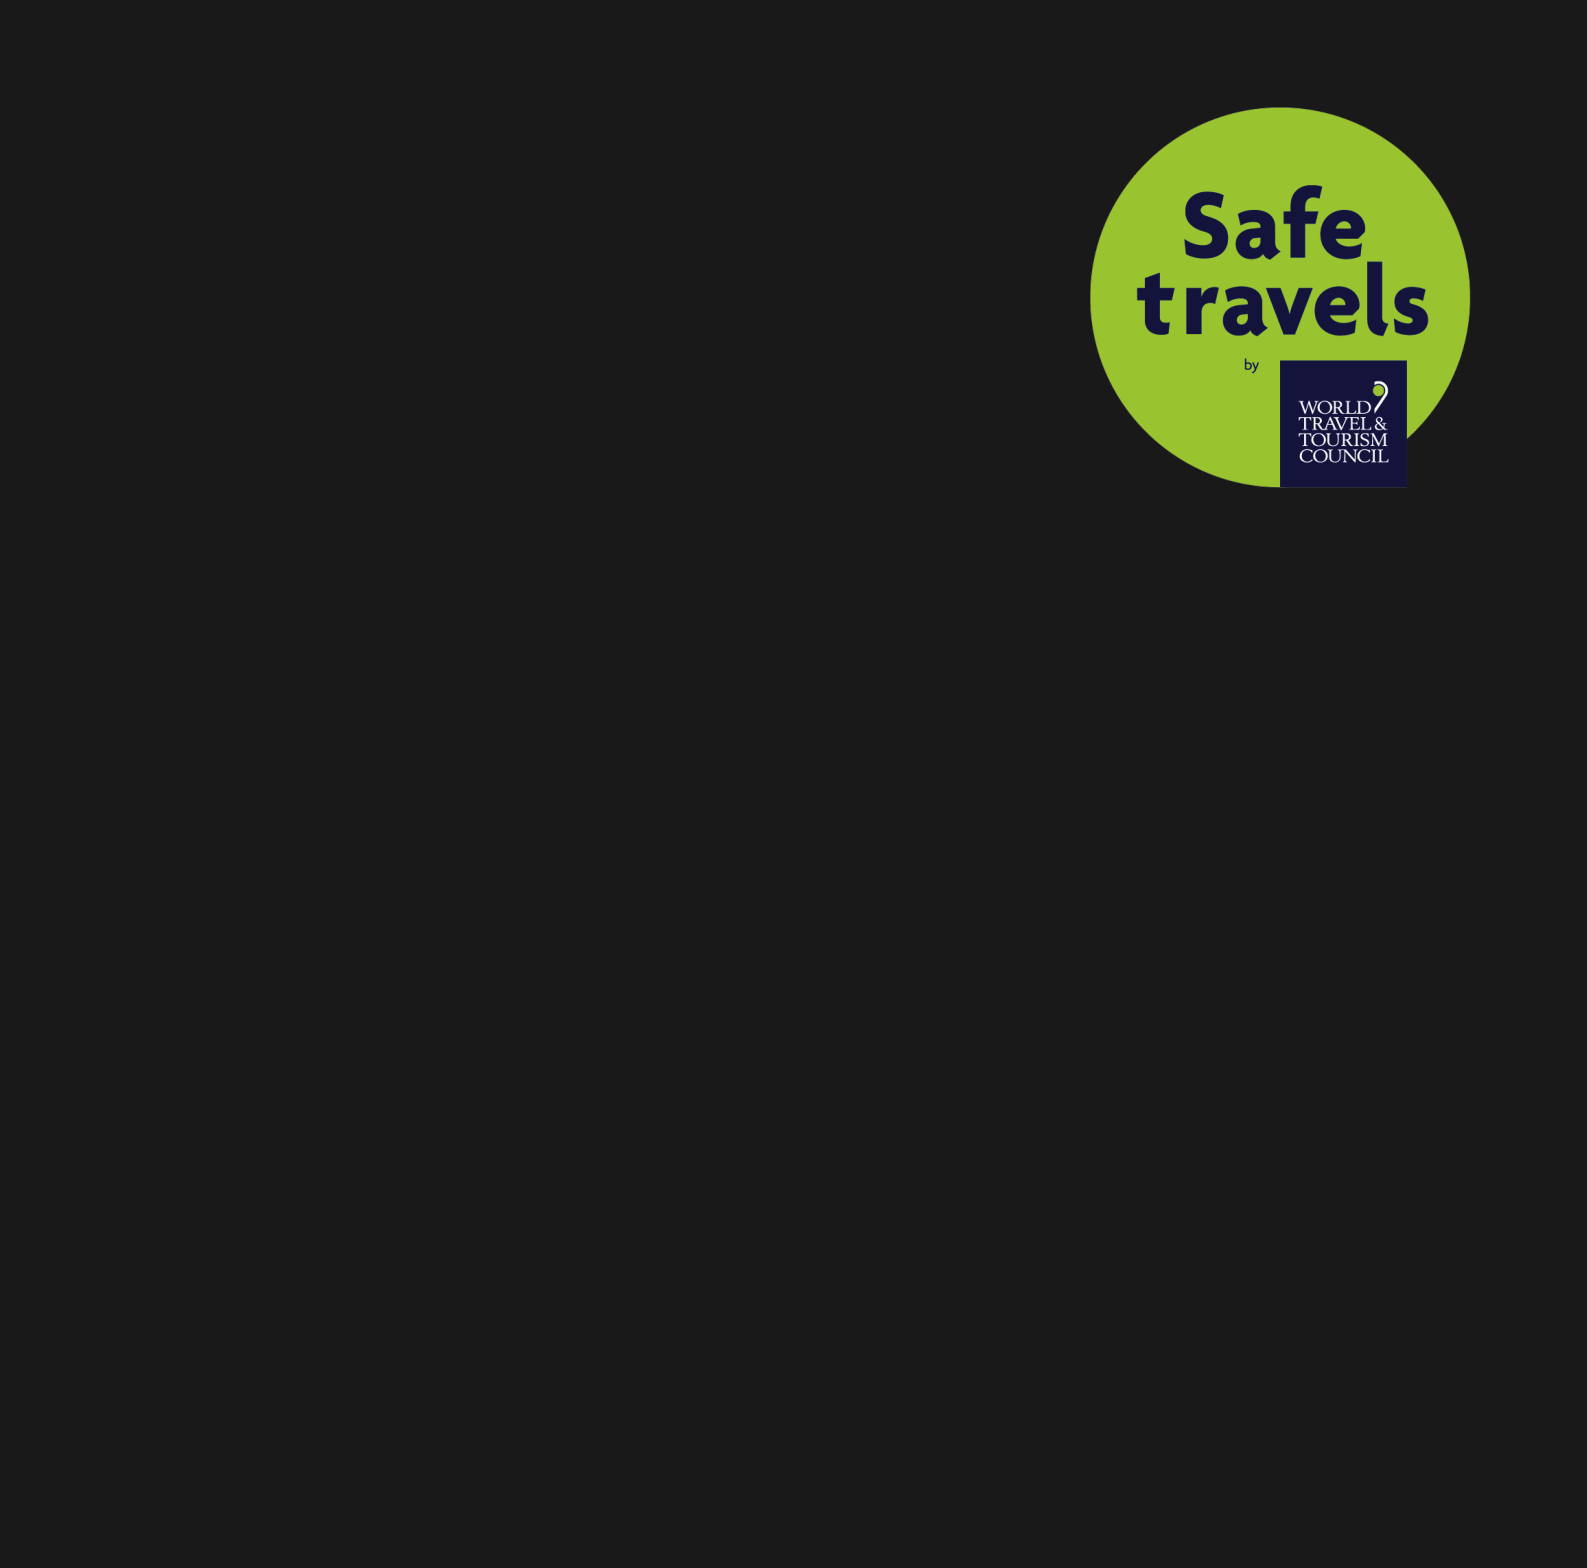 Safe
travels
by
WORLD
TRAVEL &
TOURISM
COUNCIL